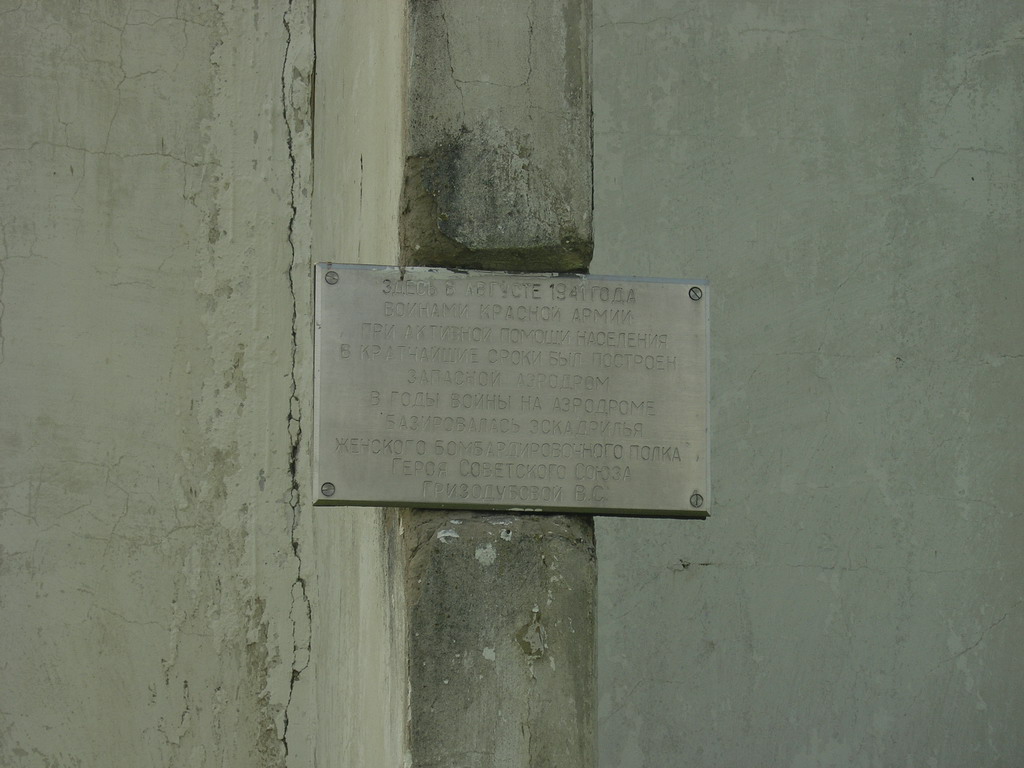 ЗДЕСЬ В АВГУСТЕ 1941 ГОДА
ВОИНАМИ КРАСНОЙ АРМИИ
ПРИ АКТИВНОЙ ПОМОЩИ НАСЕЛЕНИЯ
В КРАТЧАЙШИЕ СРОКИ БЫЛ ПОСТРОЕН
ЗАПАСНОЙ АЭРОДРОМ
В ГОДЫ ВОЙНЫ НА АЭРОДРОМЕ
БАЗИРОВАЛАСЬ ЭСКАДРИЛЬЯ
ЖЕНСКОГО БОМБАРДИРОВОЧНОГО ПОЛКА
ГЕРОЯ СОВЕТСКОГО СОЮЗА
ГРИЗОДУБОВОЙ В.С.